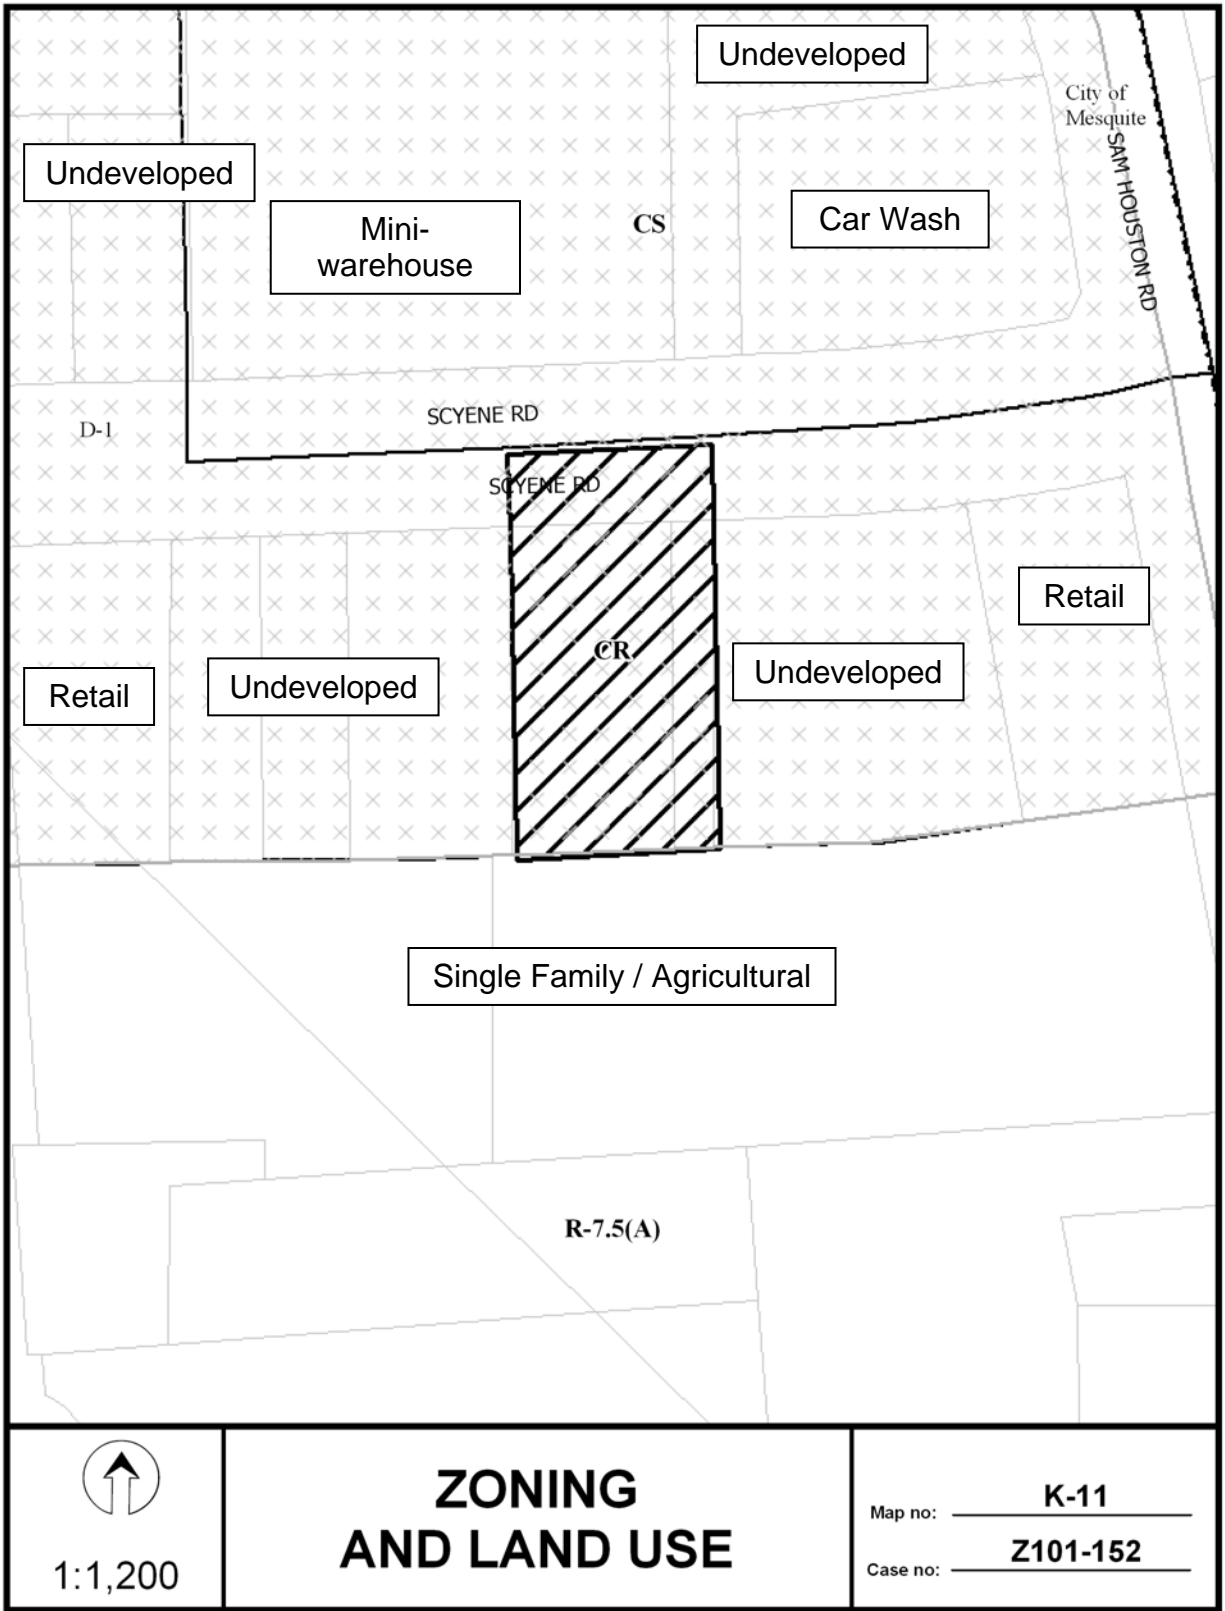 Undeveloped
City of
Mesquite
SAM HOUSTON RD
Undeveloped
Mini-
warehouse
CS
Car Wash
SCYENE RD
D-1
SCYENE RD
Retail
CR
Undeveloped
Undeveloped
Retail
Single Family / Agricultural
R-7.5(A)
1:1,200
ZONING
AND LAND USE
Map no: K-11
Case no: Z101-152